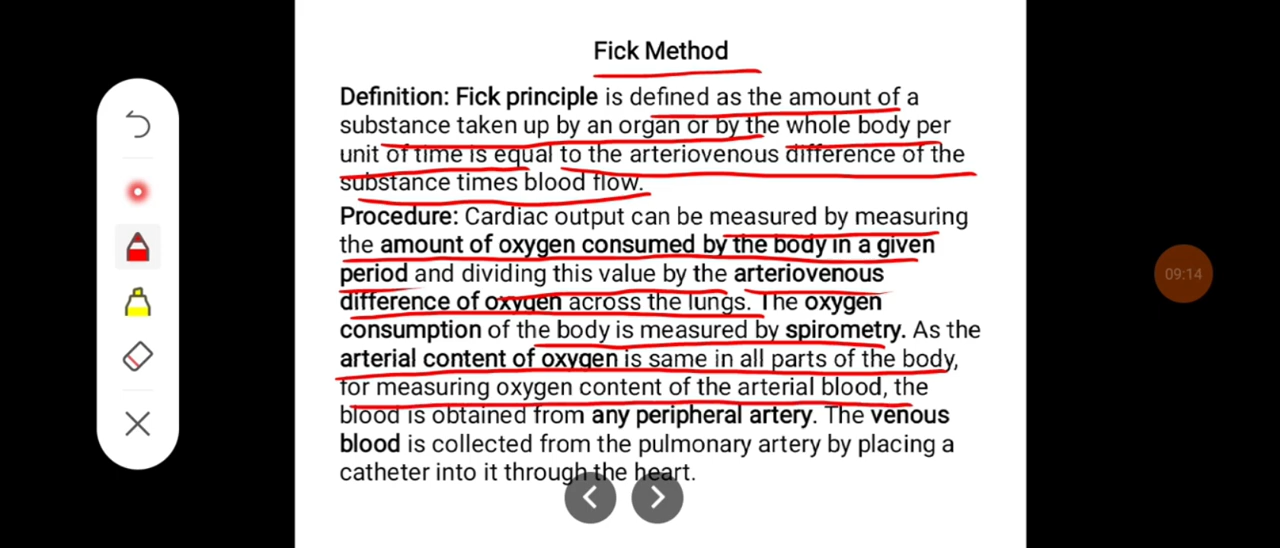 Fick Method
Definition: Fick principle is defined as the amount of a
substance taken up by an organ or by the whole body per
unit of time is equal to the arteriovenous difference of the
substance times blood flow.
Procedure: Cardiac output can be measured by measuring
the amount of oxygen consumed by the body in a given
period and dividing this value by the arteriovenous
difference of oxygen across the lungs. The oxygen
consumption of the body is measured by spirometry. As the
arterial content of oxygen is same in all parts of the body,
for measuring oxygen content of the arterial blood, the
blood is obtained from any peripheral artery. The venous
blood is collected from the pulmonary artery by placing a
catheter into it through the heart.
09:14